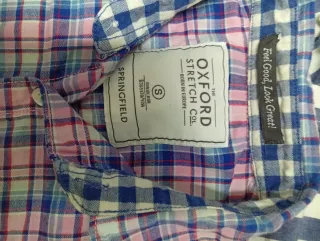 THE
OXFORD
STRETCH CO.
S
SPRINGFIELD
Feel Good, Look Great!